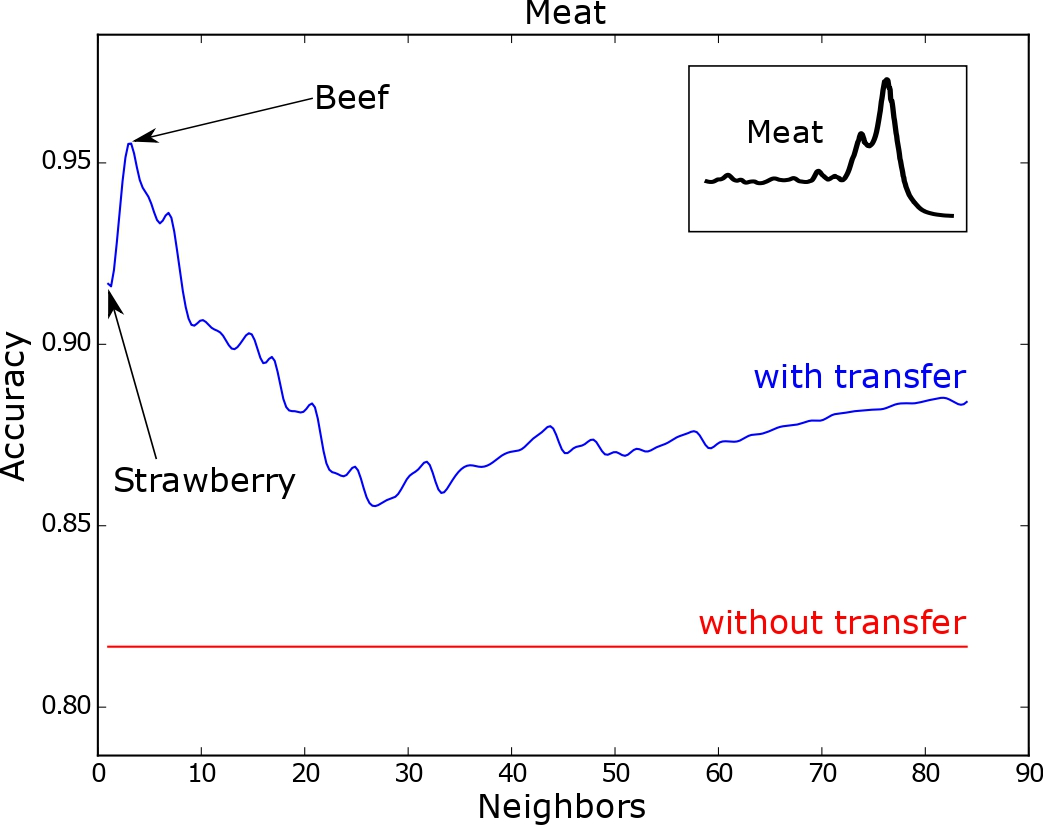 Meat
Beef
Meat
0.95
0.90
with transfer
Accuracy
Strawberry
0.85
without transfer
0.80
0 10 20 30 40 50 60 70 80 90
Neighbors